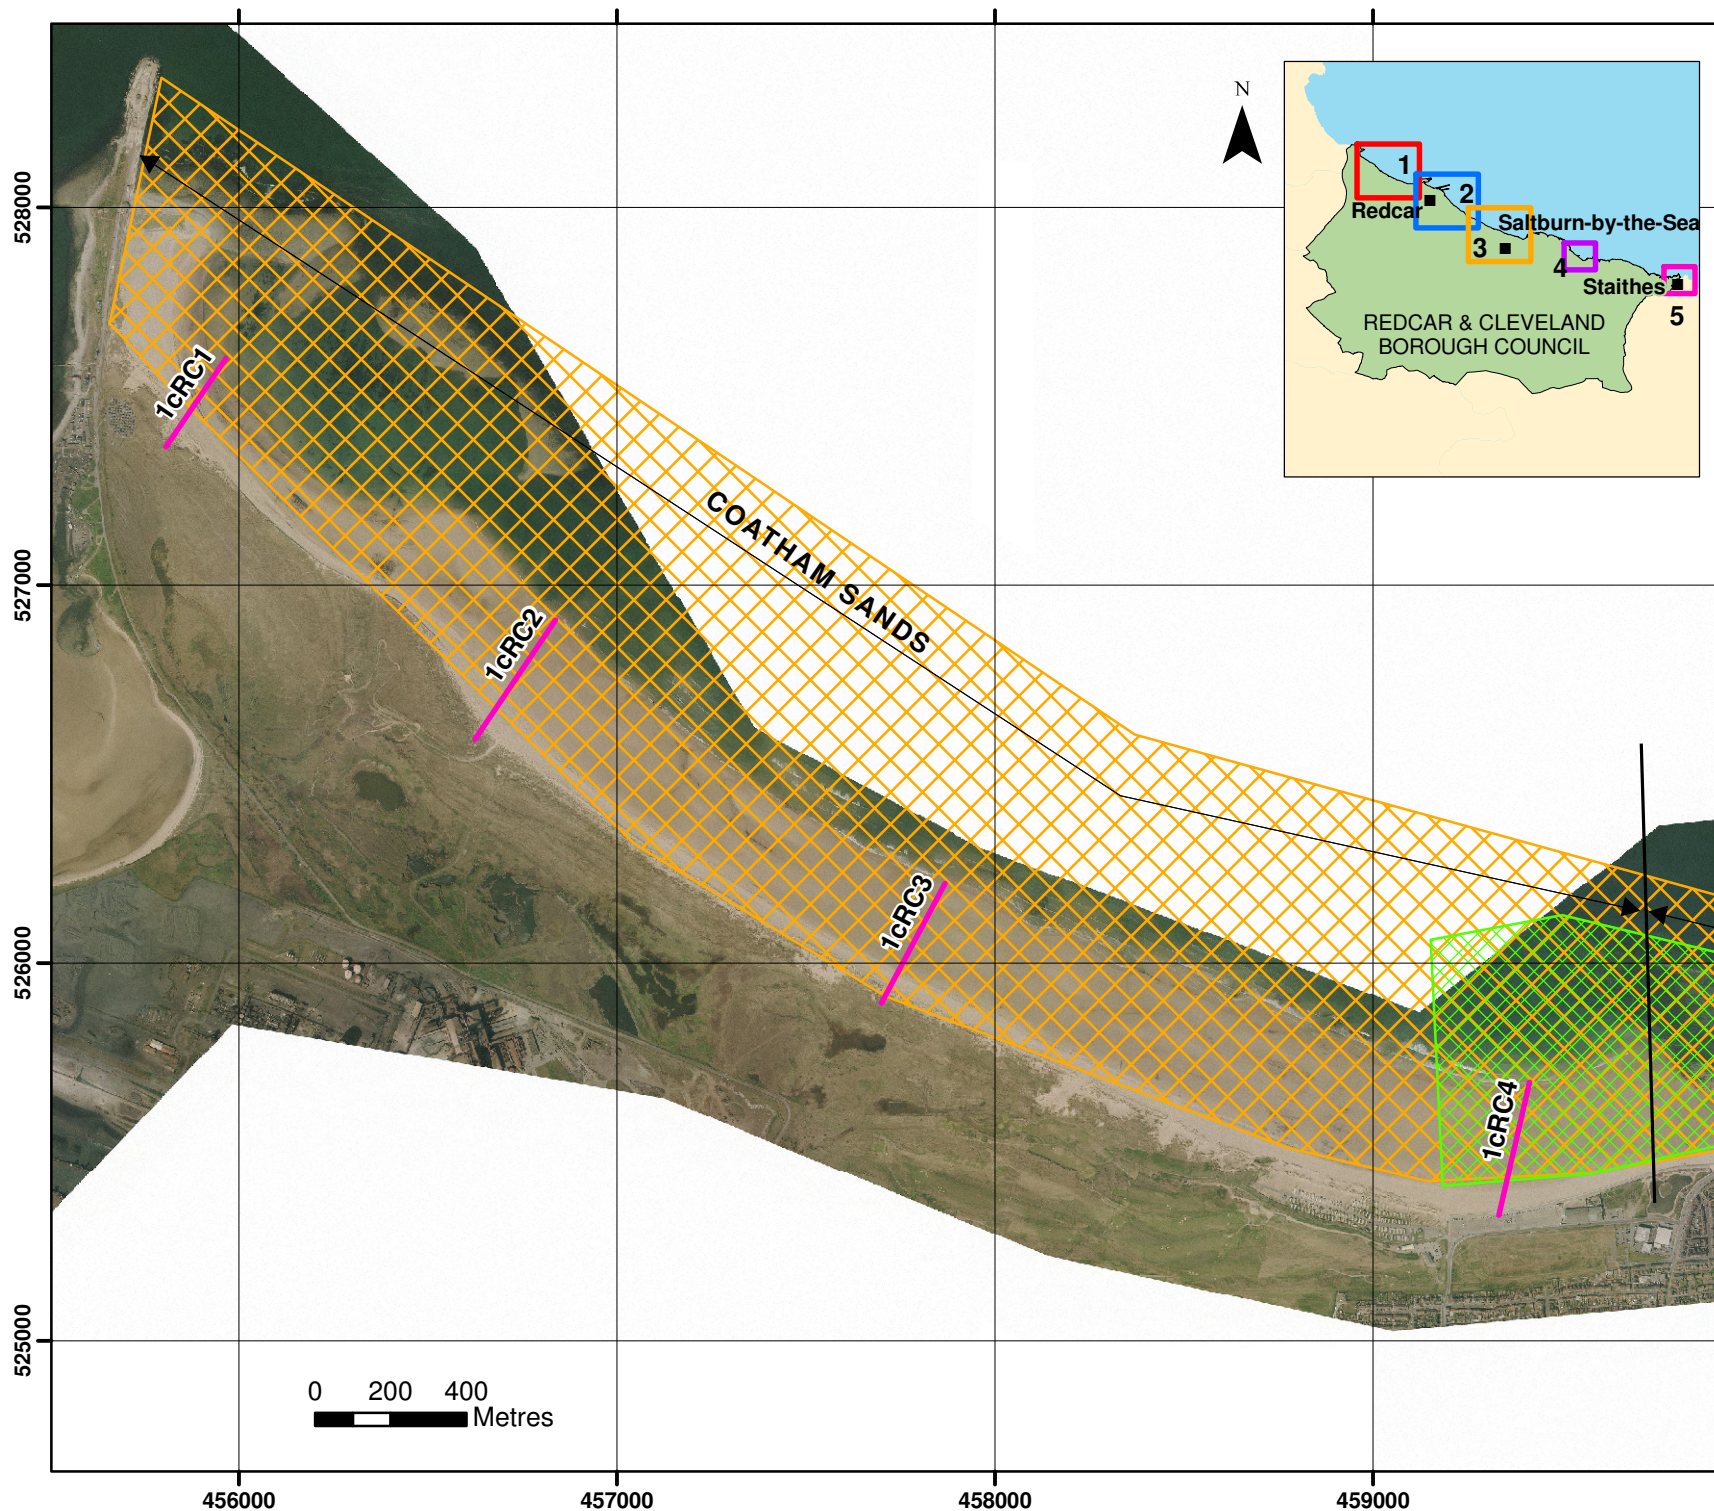 N
1
2
Redcar
Saltburn-by-the-Sea
3
4
Staithes
5
REDCAR & CLEVELAND
BOROUGH COUNCIL
528000
527000
526000
525000
1cRC1
1cRC2
COATHAM SANDS
1cRC3
1cRC4
0 200 400
Metres
456000 457000 458000 459000